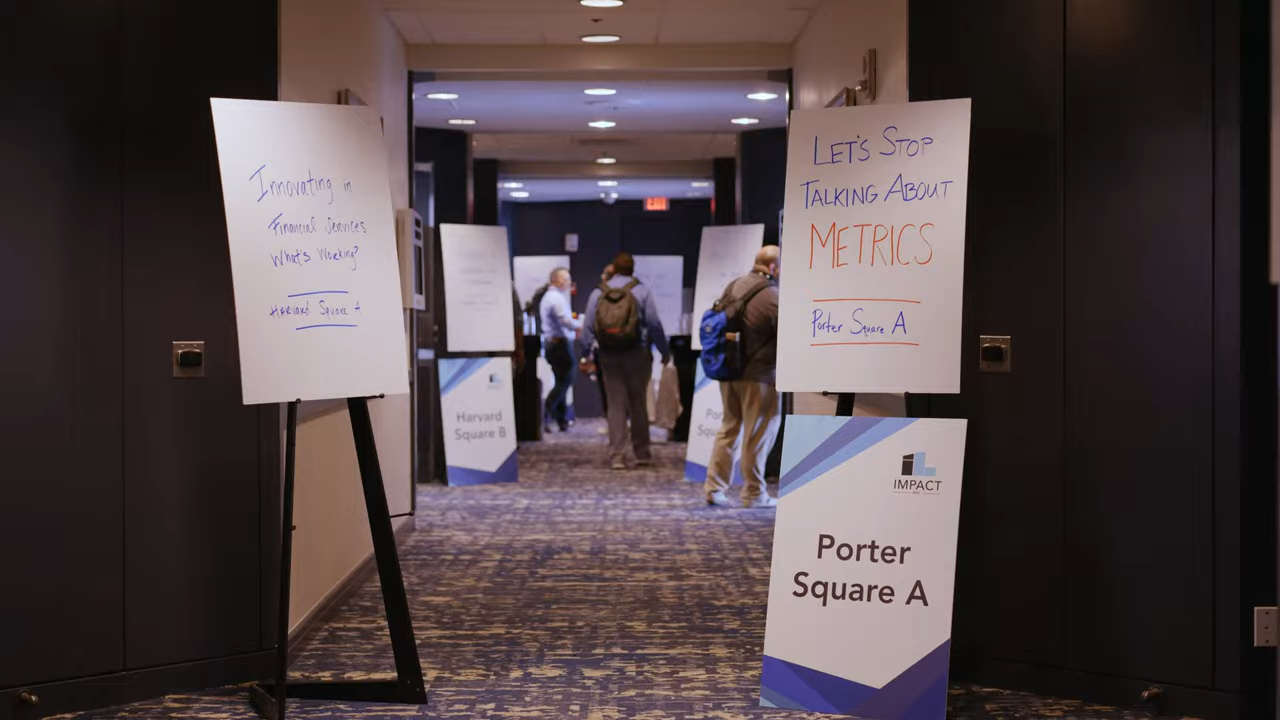 Innovating in
Financial Services
What's Working?
Harvard Square A
LET'S STOP
TALKING ABOUT
METRICS
Porter Square A
IMPACT
Porter
Square A
Harvard
Square B
EXIT